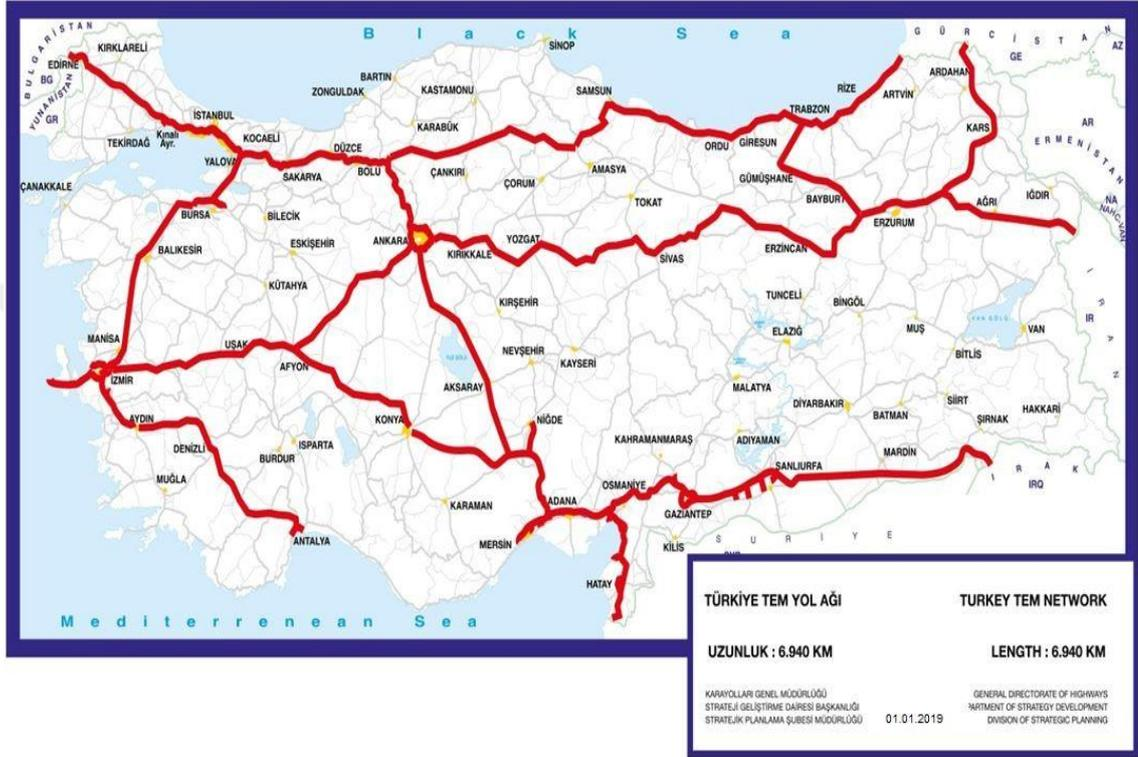 B l a c k S e a
BULGARİSTAN
BG
YUNANİSTAN
GR
GÜRCİSTAN
GE
AZ
AR
ERMENİSTAN
NA
NAHÇ-VAN
İRAN
IR
IRAK
IRQ
SURİYE
KIRKLARELİ
EDİRNE
TEKİRDAĞ
Kınalı
Ayr.
İSTANBUL
KOCAELİ
YALOVA
SAKARYA
DÜZCE
BOLU
ZONGULDAK
BARTIN
KASTAMONU
KARABÜK
SİNOP
SAMSUN
ÇANKIRI
ÇORUM
AMASYA
TOKAT
ORDU
GİRESUN
TRABZON
RİZE
ARTVİN
ARDAHAN
KARS
GÜMÜŞHANE
BAYBURT
ERZURUM
AĞRI
IĞDIR
ÇANAKKALE
BURSA
BİLECİK
BALIKESİR
ESKİŞEHİR
KÜTAHYA
ANKARA
KIRIKKALE
YOZGAT
SİVAS
ERZİNCAN
KIRŞEHİR
TUNCELİ
BİNGÖL
ELAZIĞ
MUŞ
VAN GÖLÜ
VAN
BİTLİS
MANİSA
İZMİR
UŞAK
AFYON
NEVŞEHİR
KAYSERİ
AKSARAY
MALATYA
DİYARBAKIR
BATMAN
SİİRT
ŞIRNAK
HAKKARİ
AYDIN
DENİZLİ
MUĞLA
BURDUR
ISPARTA
KONYA
NİĞDE
KAHRAMANMARAŞ
ADIYAMAN
ŞANLIURFA
MARDİN
ANTALYA
KARAMAN
MERSİN
ADANA
OSMANİYE
GAZİANTEP
KİLİS
HATAY
M e d i t e r r e n e a n S e a
TÜRKİYE TEM YOL AĞI
TURKEY TEM NETWORK
UZUNLUK : 6.940 KM
LENGTH : 6.940 KM
KARAYOLLARI GENEL MÜDÜRLÜĞÜ
STRATEJİ GELİŞTİRME DAİRESİ BAŞKANLIĞI
STRATEJİK PLANLAMA ŞUBESİ MÜDÜRLÜĞÜ
01.01.2019
GENERAL DIRECTORATE OF HIGHWAYS
PARTMENT OF STRATEGY DEVELOPMENT
DIVISION OF STRATEGIC PLANNING